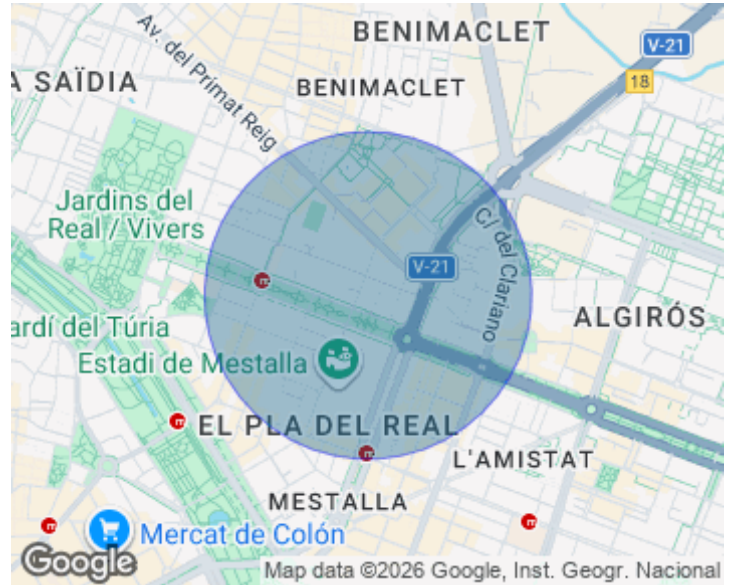 BENIMACLET
V-21
18
A SAÏDIA
Av. del Primat Reig
BENIMACLET
Jardins del
Real / Vivers
C/ del Clariano
V-21
ALGIRÓS
ardí del Túria
Estadi de Mestalla
EL PLA DEL REAL
L'AMISTAT
MESTALLA
Mercat de Colón
Google
Map data ©2026 Google, Inst. Geogr. Nacional